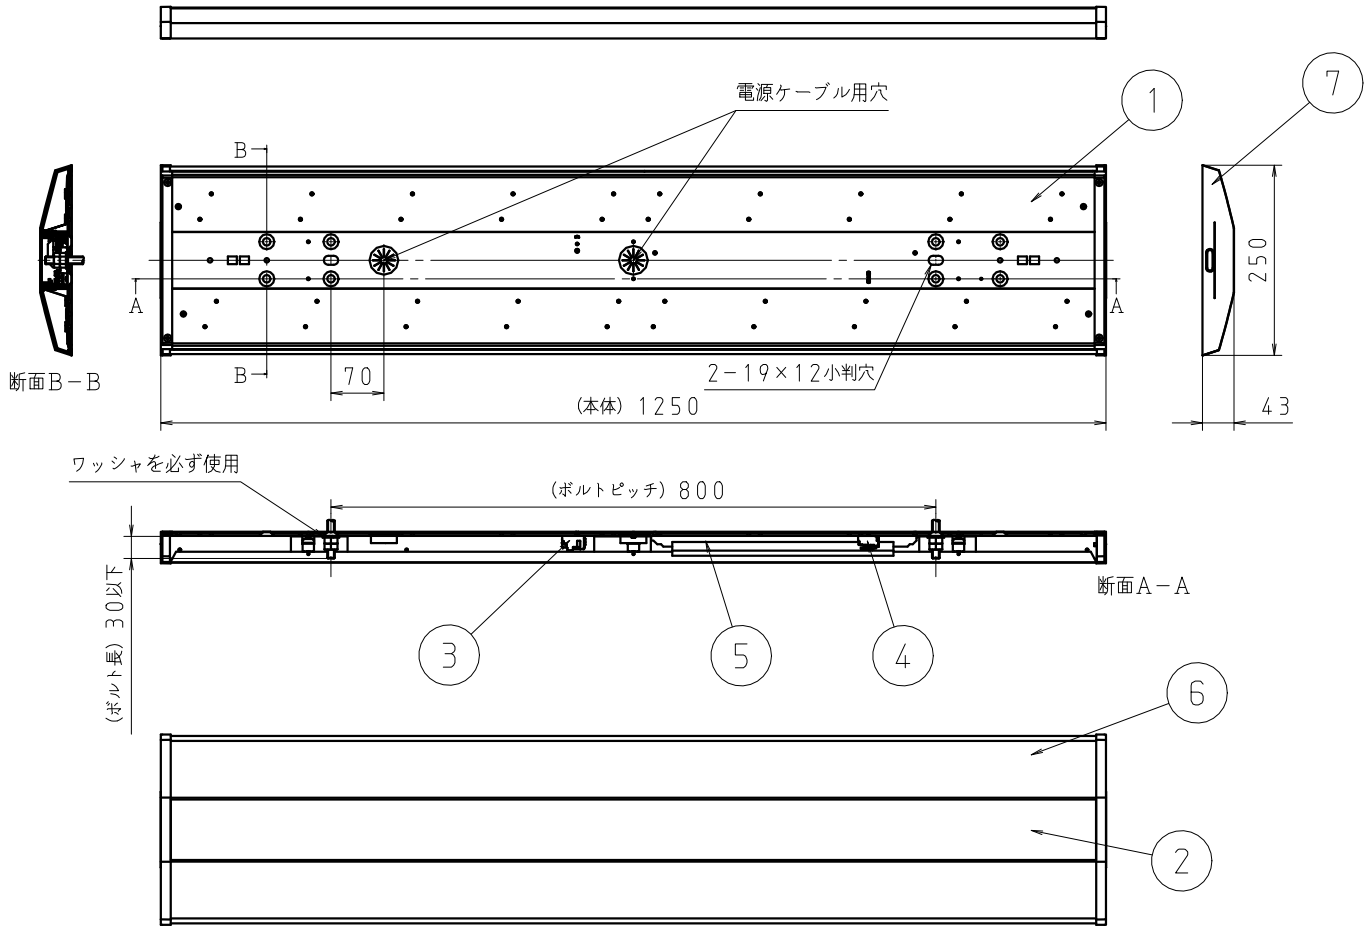 電源ケーブル用穴
1
7
B
A
A
250
断面B－B
B
70
2－19×12小判穴
(本体) 1250
43
ワッシャを必ず使用
(ボルトピッチ) 800
(ボルト長) 30以下
断面A－A
3
5
4
6
2